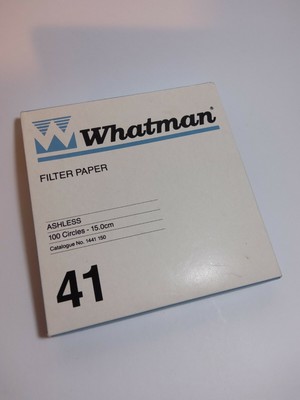 Whatman®
FILTER PAPER
ASHLESS
100 Circles - 15.0cm
Catalogue No. 1441 150
41